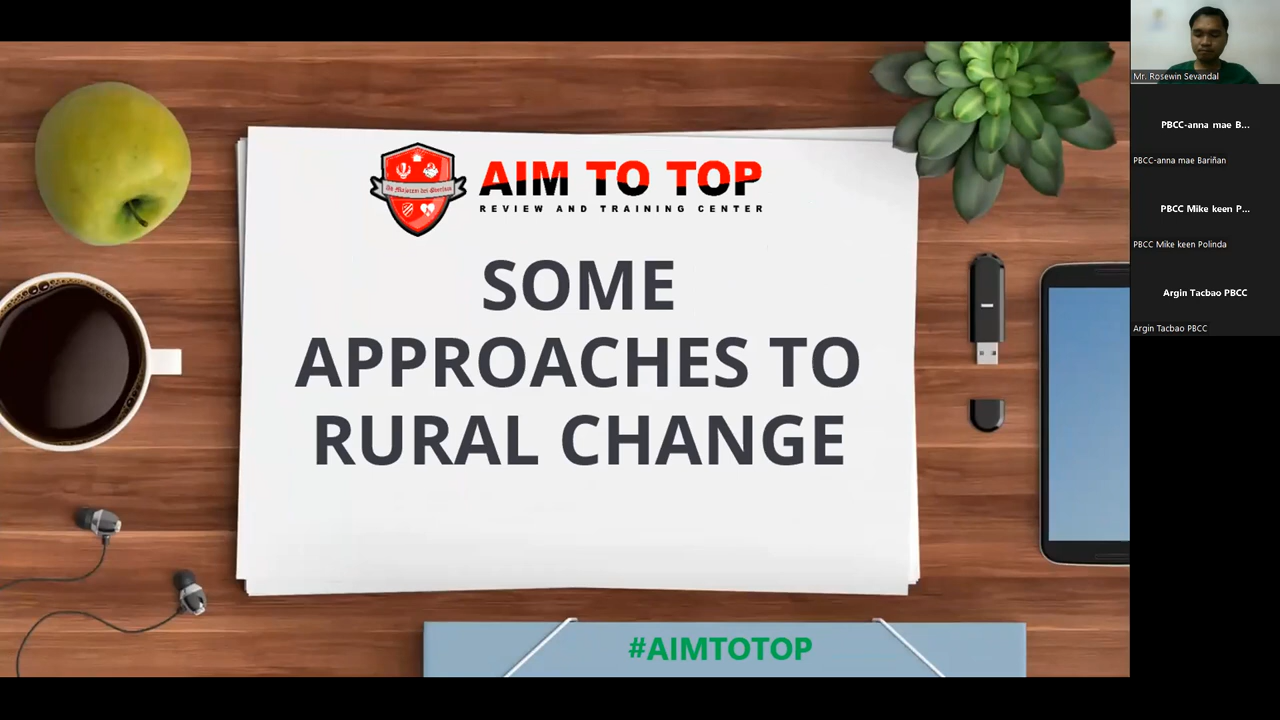 AIM TO TOP
REVIEW AND TRAINING CENTER
SOME
APPROACHES TO
RURAL CHANGE
#AIMTOTOP
Mr. Rosewin Sevandal
PBCC-anna mae B...
PBCC-anna mae Bariñan
PBCC Mike keen P...
PBCC Mike keen Polinda
Argin Tacbao PBCC
Argin Tacbao PBCC